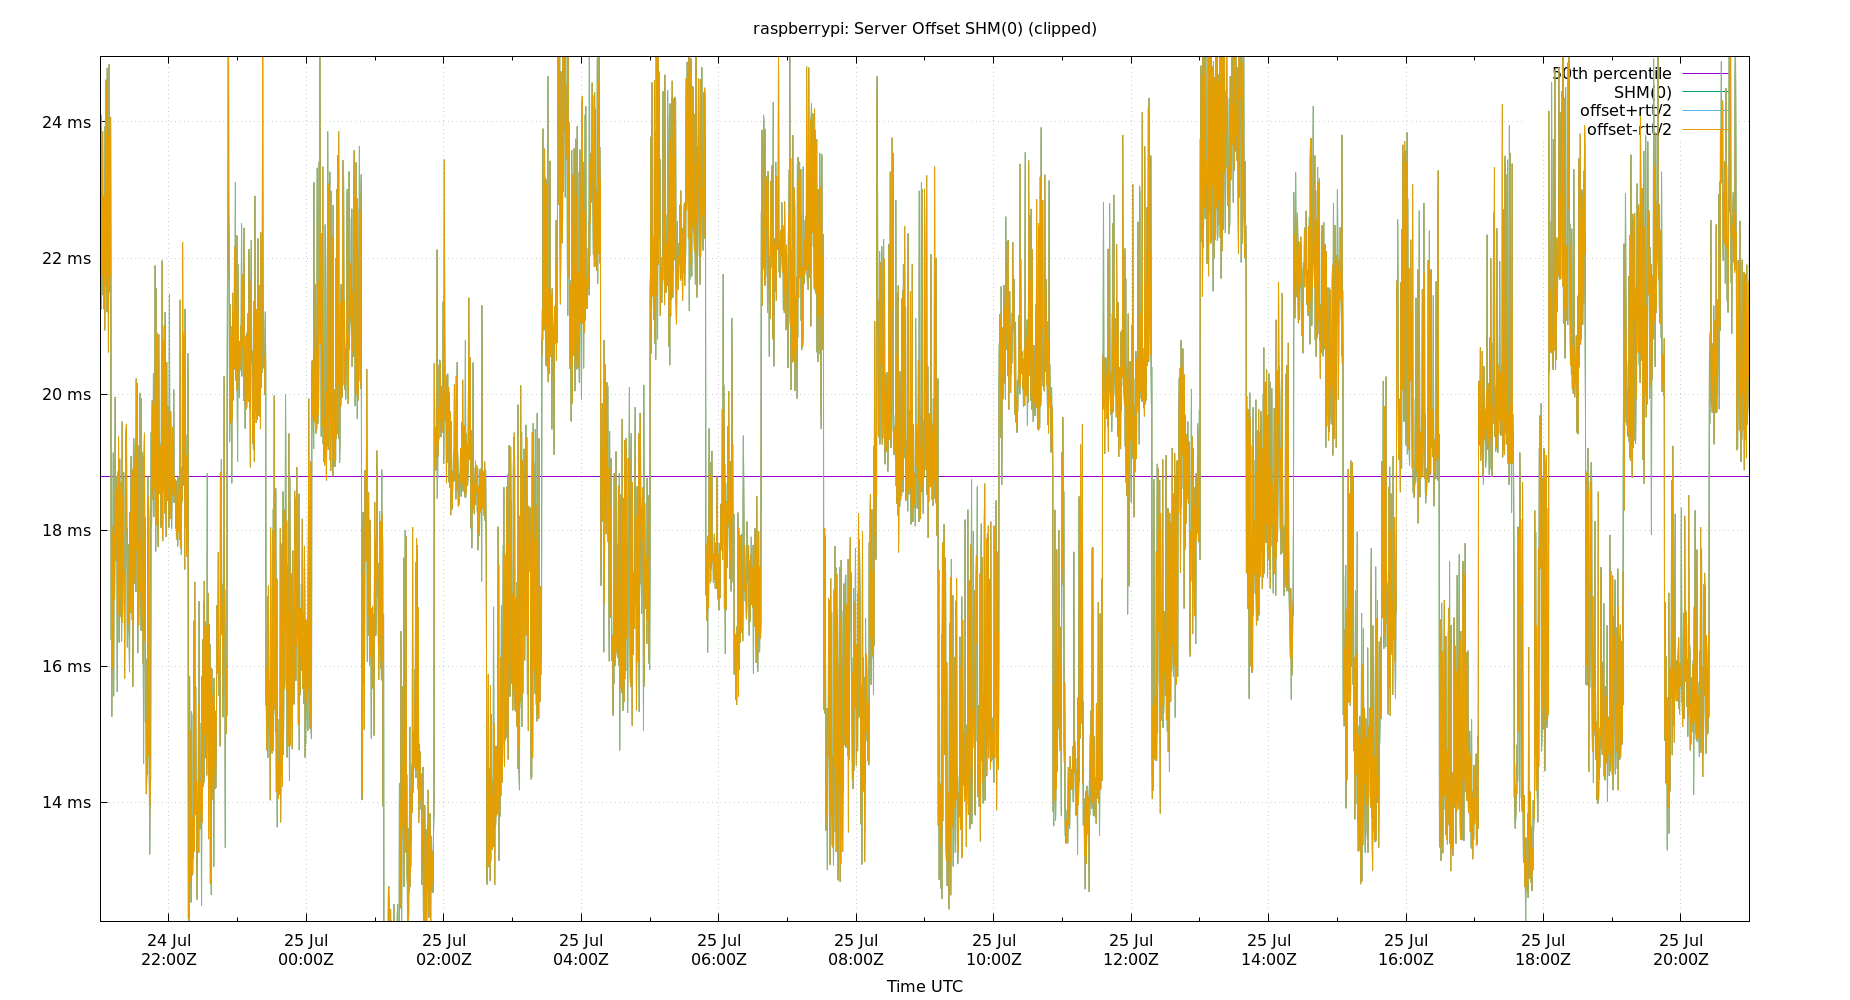 raspberrypi: Server Offset SHM(0) (clipped)
50th percentile
SHM(0)
offset+rtt/2
offset-rtt/2
24 ms
22 ms
20 ms
18 ms
16 ms
14 ms
24 Jul 25 Jul 25 Jul 25 Jul 25 Jul 25 Jul 25 Jul 25 Jul 25 Jul 25 Jul 25 Jul 25 Jul
22:00Z 00:00Z 02:00Z 04:00Z 06:00Z 08:00Z 10:00Z 12:00Z 14:00Z 16:00Z 18:00Z 20:00Z
Time UTC